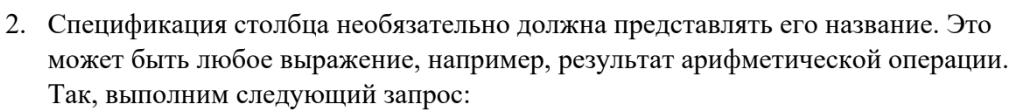 2. Спецификация столбца необязательно должна представлять его название. Это
может быть любое выражение, например, результат арифметической операции.
Так, выполним следующий запрос: